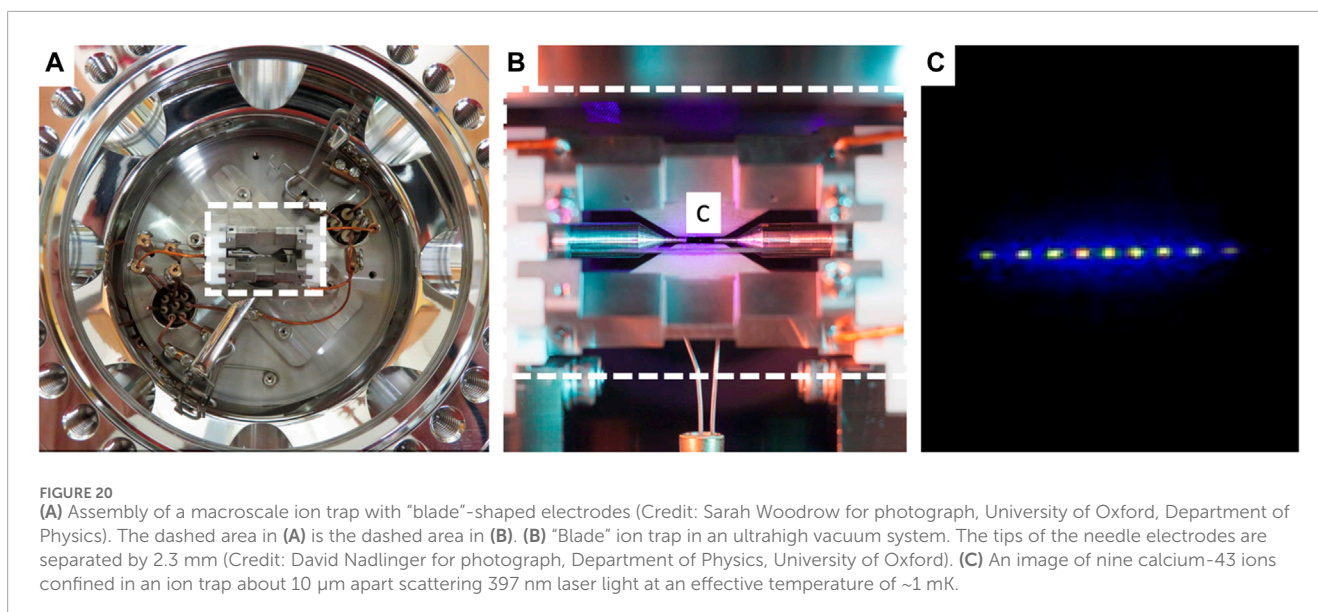 A
B
C
C
FIGURE 20
(A) Assembly of a macroscale ion trap with “blade”-shaped electrodes (Credit: Sarah Woodrow for photograph, University of Oxford, Department of
Physics). The dashed area in (A) is the dashed area in (B). (B) “Blade” ion trap in an ultrahigh vacuum system. The tips of the needle electrodes are
separated by 2.3 mm (Credit: David Nadlinger for photograph, Department of Physics, University of Oxford). (C) An image of nine calcium-43 ions
confined in an ion trap about 10 μm apart scattering 397 nm laser light at an effective temperature of ~1 mK.